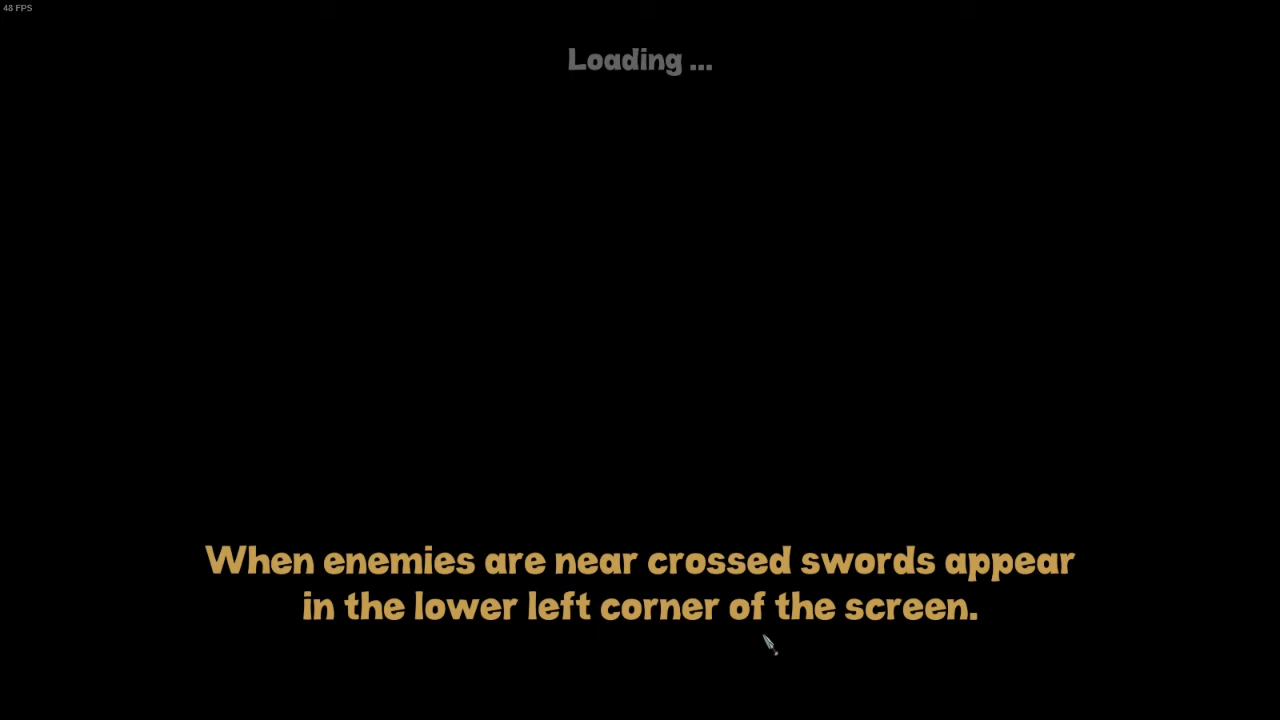 48 FPS
Loading ...
When enemies are near crossed swords appear
in the lower left corner of the screen.